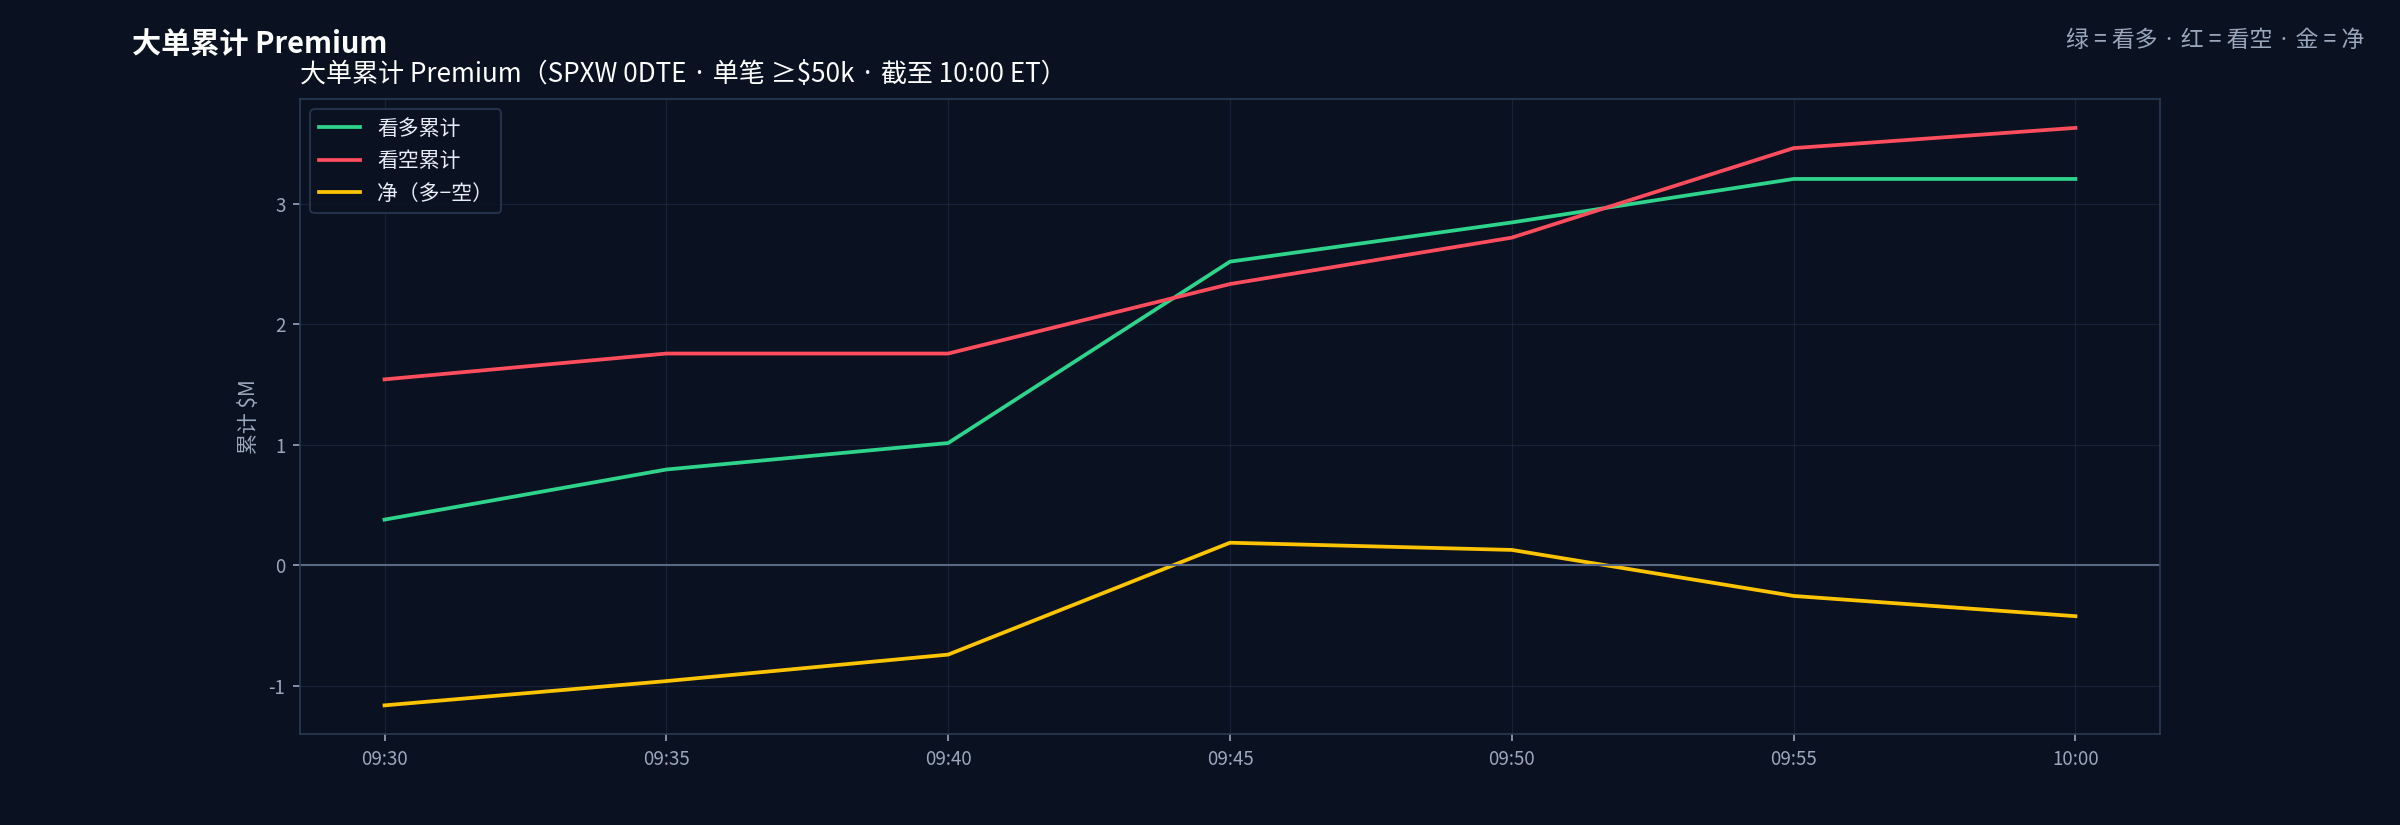 大单累计 Premium
绿 = 看多 · 红 = 看空 · 金 = 净
大单累计 Premium（SPXW 0DTE · 单笔 ≥$50k · 截至 10:00 ET）
看多累计
看空累计
净（多−空）
累计 $M
3
2
1
0
-1
09:30 09:35 09:40 09:45 09:50 09:55 10:00